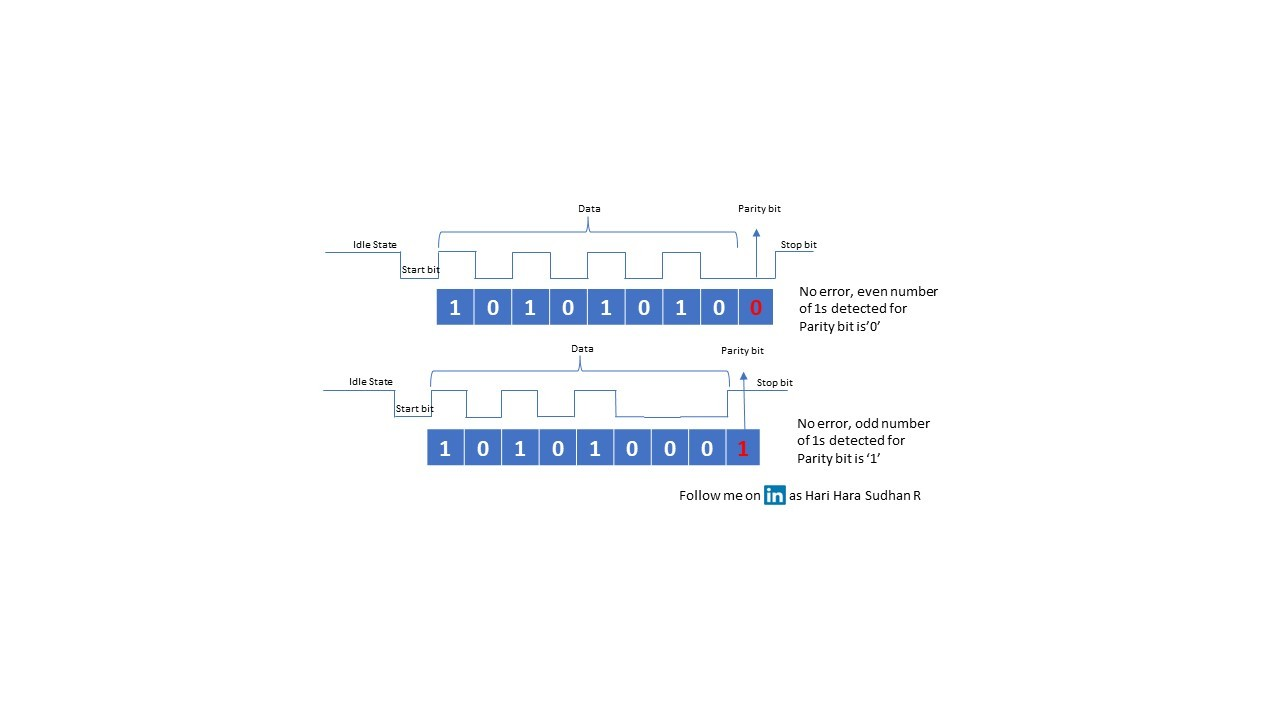 Data
Parity bit
Idle State
Stop bit
Start bit
1 0 1 0 1 0 1 0 0
No error, even number
of 1s detected for
Parity bit is’0’
Data
Parity bit
Idle State
Stop bit
Start bit
1 0 1 0 1 0 0 0 1
No error, odd number
of 1s detected for
Parity bit is ‘1’
Follow me on in as Hari Hara Sudhan R